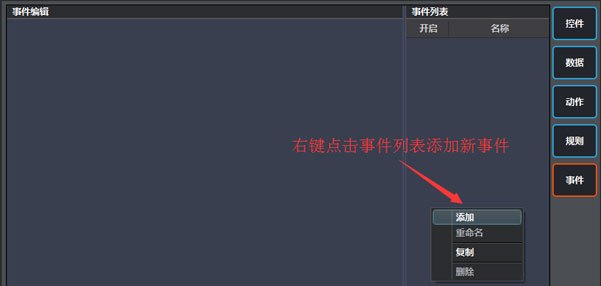 事件编辑
事件列表
开启
名称
控件
数据
动作
规则
事件
右键点击事件列表添加新事件
添加
重命名
复制
删除